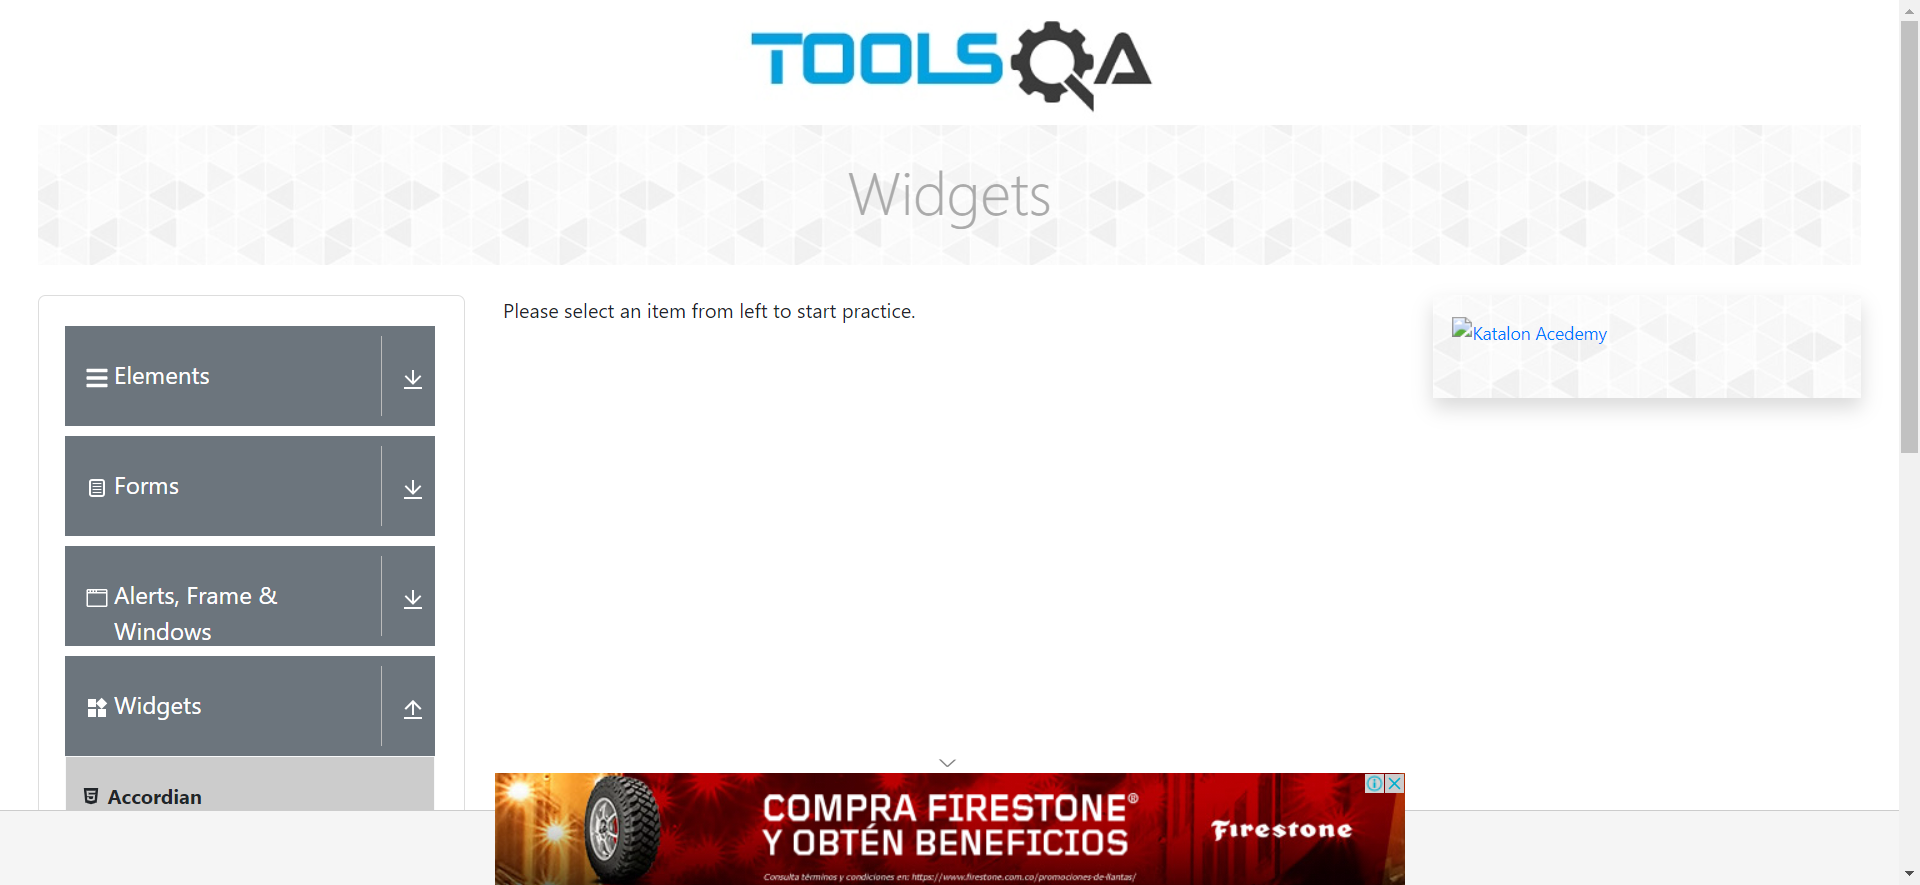 TOOLSQA
Widgets
Elements
Forms
Alerts, Frame &
Windows
Widgets
Accordian
Please select an item from left to start practice.
Katalon Acedemy
COMPRA FIRESTONE®
Y OBTÉN BENEFICIOS
Firestone
Consulta términos y condiciones en: https://www.firestone.com.co/promociones-de-llantas/